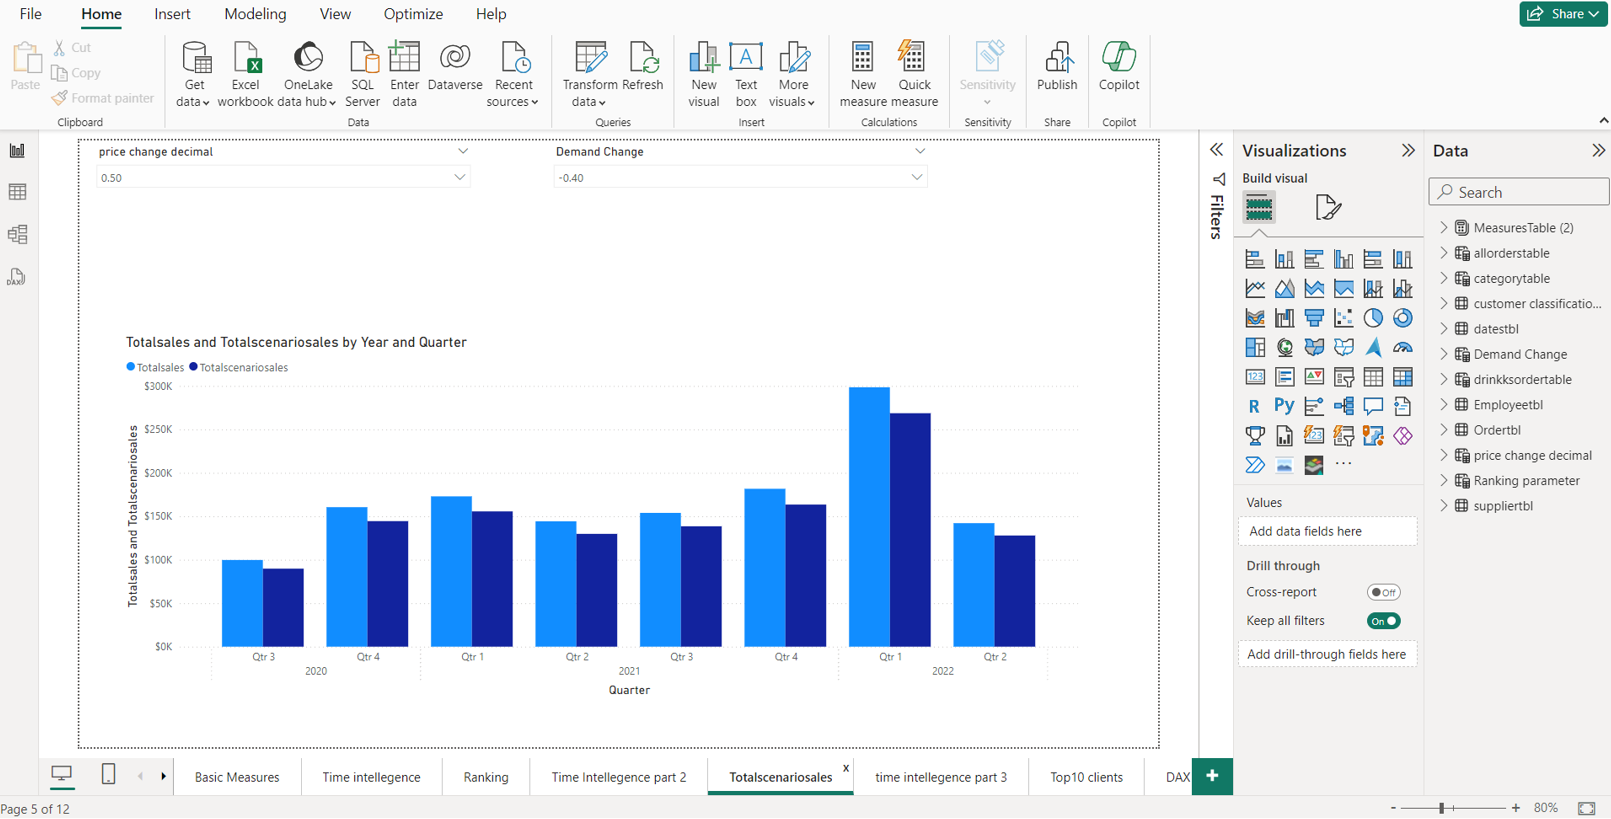 File Home Insert Modeling View Optimize Help Share
Paste
Cut
Copy
Format painter
Clipboard
Get data
Excel workbook
OneLake data hub
SQL Server
Enter data
Dataverse
Recent sources
Data
Transform data
Refresh
Queries
New visual
Text box
More visuals
Insert
New measure
Quick measure
Calculations
Sensitivity
Sensitivity
Publish
Share
Copilot
Copilot
price change decimal
0.50
Demand Change
-0.40
Totalsales and Totalscenariosales by Year and Quarter
Totalsales Totalscenariosales
Totalsales and Totalscenariosales
$300K
$250K
$200K
$150K
$100K
$50K
$0K
Qtr 3 Qtr 4 Qtr 1 Qtr 2 Qtr 3 Qtr 4 Qtr 1 Qtr 2
2020 2021 2022
Quarter
Filters
Visualizations
Build visual
123
R Py
123
Values
Add data fields here
Drill through
Cross-report Off
Keep all filters On
Add drill-through fields here
Data
Search
MeasuresTable (2)
allorderstable
categorytable
customer classificatio...
datestbl
Demand Change
drinkksordertable
Employeetbl
Ordertbl
price change decimal
Ranking parameter
suppliertbl
DAX
Basic Measures Time intellegence Ranking Time Intellegence part 2 Totalscenariosales x time intellegence part 3 Top10 clients DAX +
Page 5 of 12 - + 80%